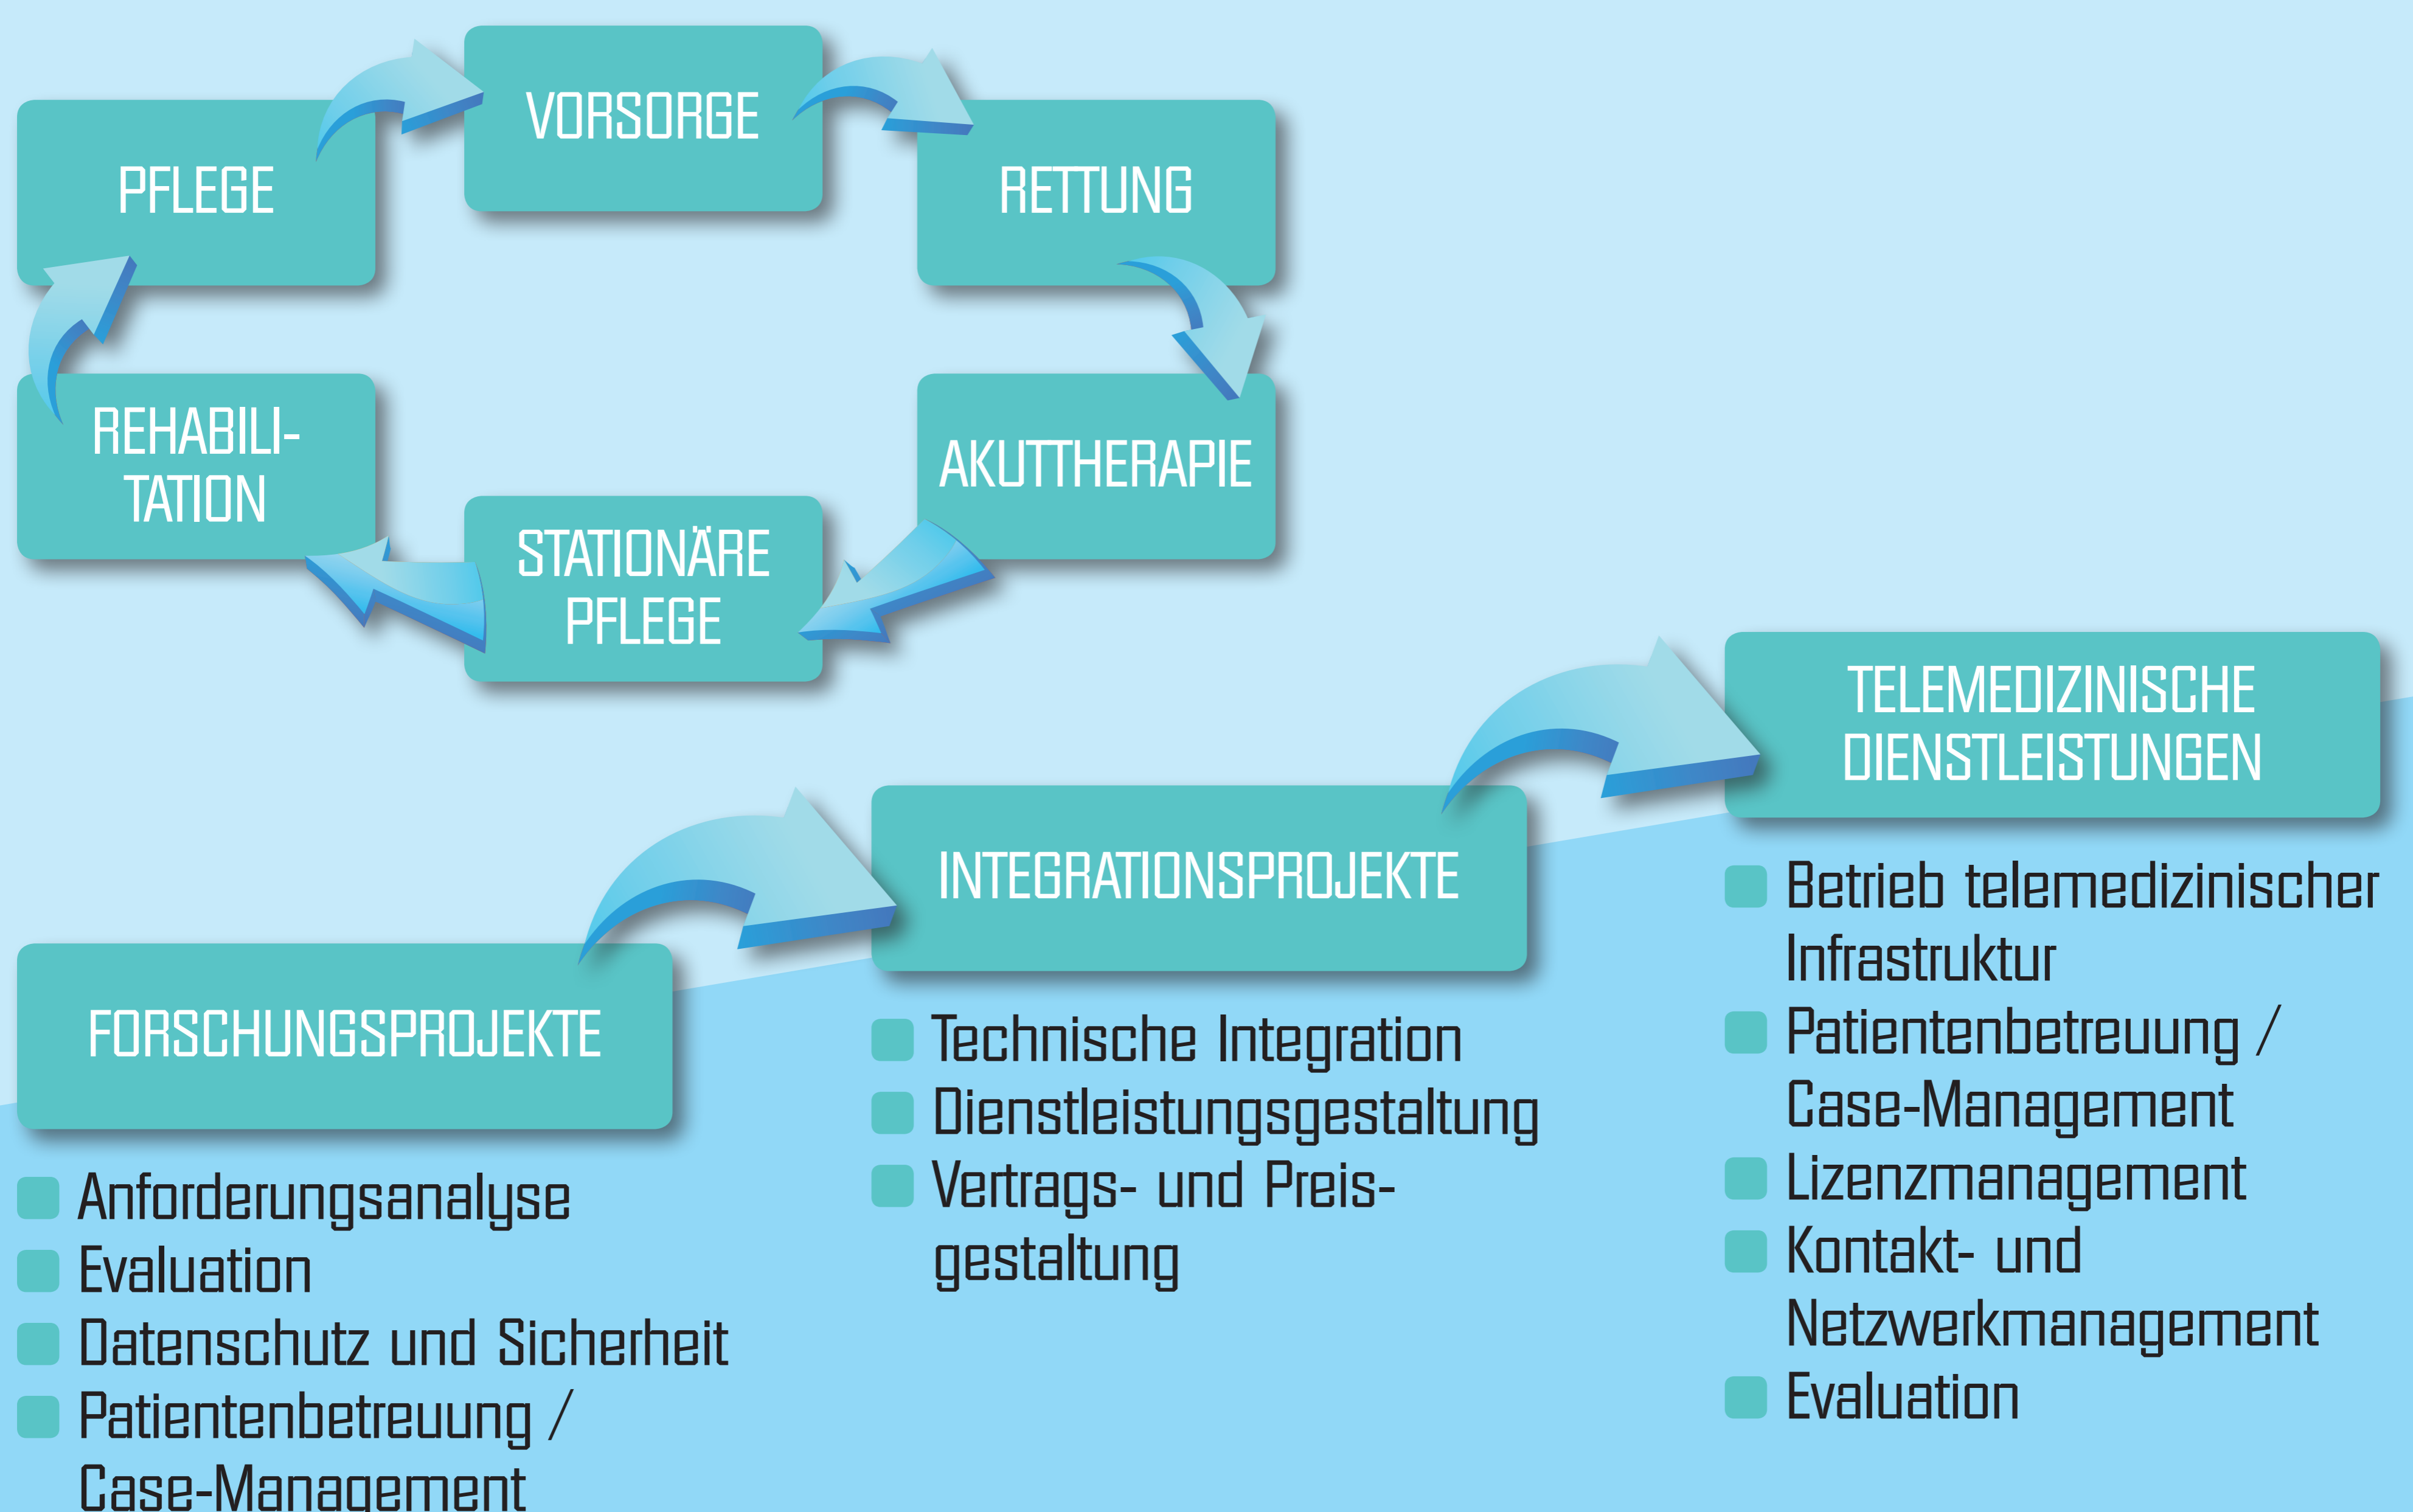 VORSORGE
PFLEGE
RETTUNG
REHABILI-
TATION
AKUTTHERAPIE
STATIONÄRE
PFLEGE
TELEMEDIZINISCHE
DIENSTLEISTUNGEN
Betrieb telemedizinischer
Infrastruktur
Patientenbetreuung /
Case-Management
Lizenzmanagement
Kontakt- und
Netzwerkmanagement
Evaluation
INTEGRATIONSPROJEKTE
Technische Integration
Dienstleistungsgestaltung
Vertrags- und Preis-
gestaltung
FORSCHUNGSPROJEKTE
Anforderungsanalyse
Evaluation
Datenschutz und Sicherheit
Patientenbetreuung /
Case-Management